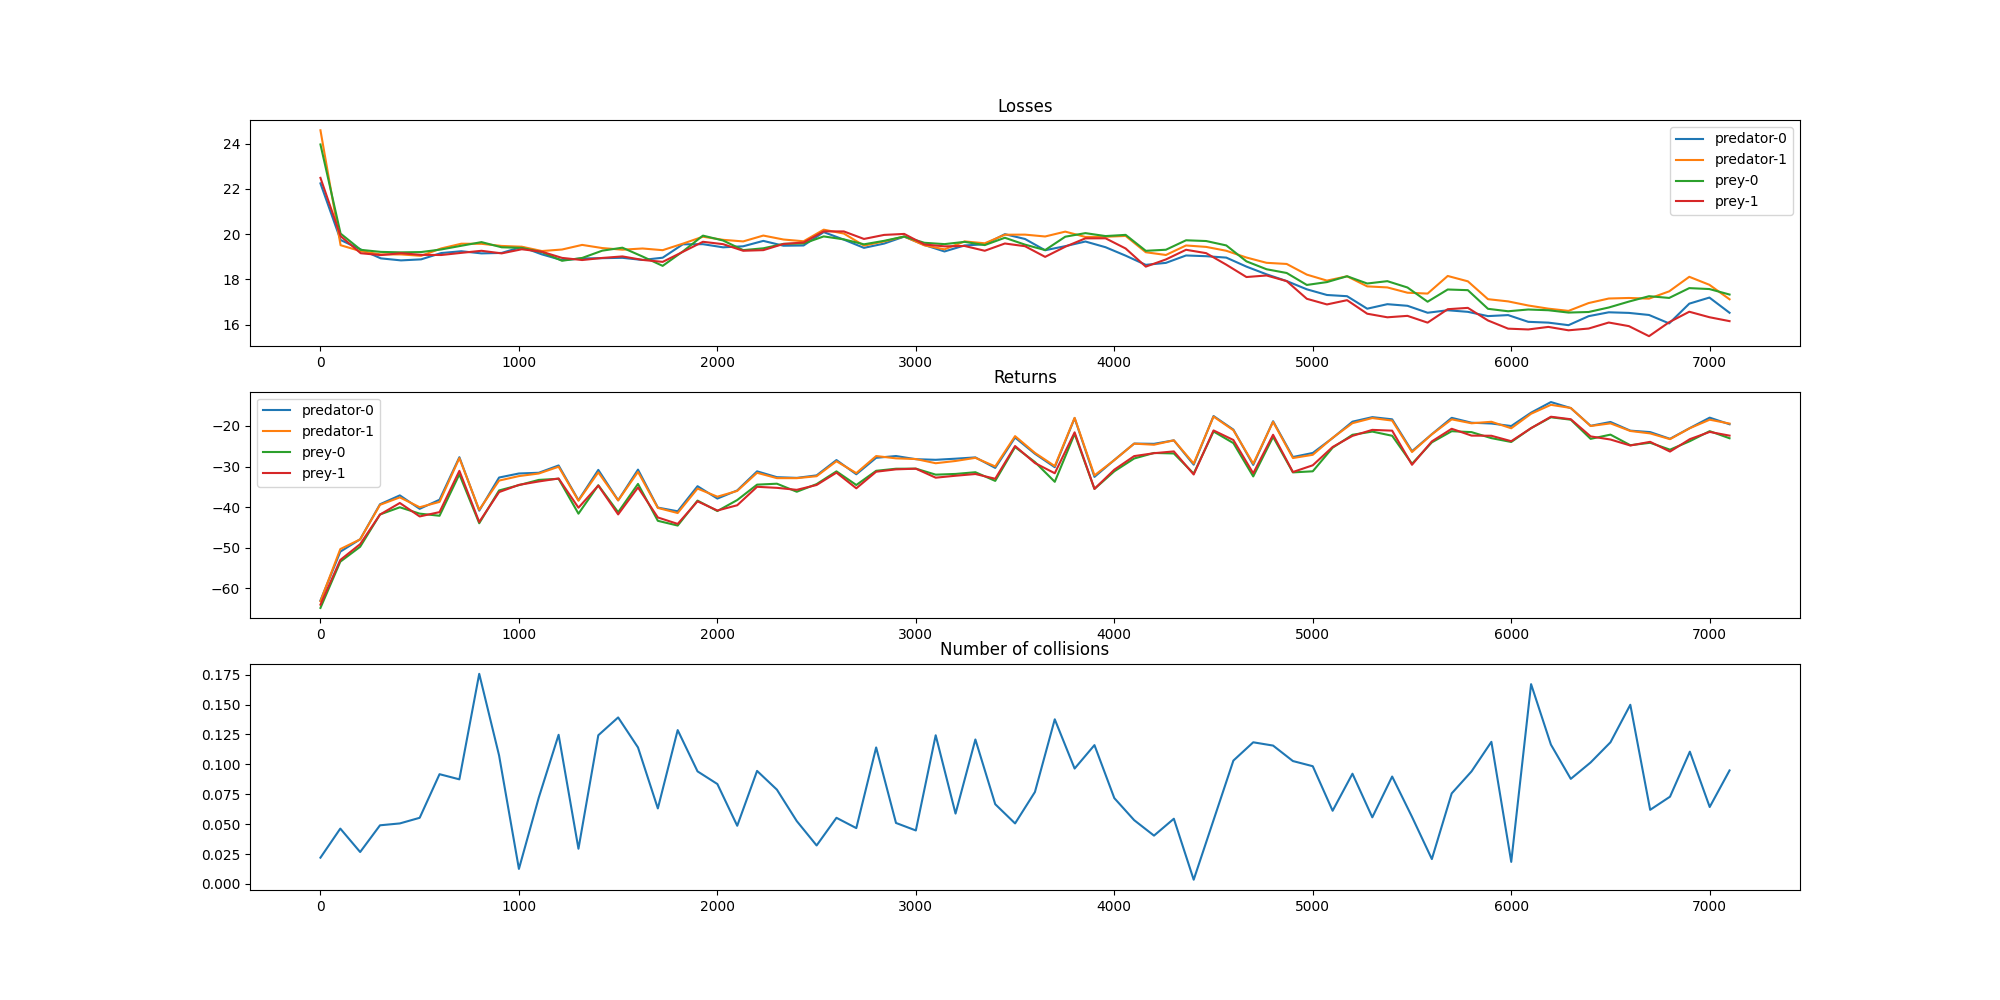 Losses
24
22
20
18
16
predator-0
predator-1
prey-0
prey-1
0 1000 2000 3000 4000 5000 6000 7000
Returns
−20
−30
−40
−50
−60
predator-0
predator-1
prey-0
prey-1
0 1000 2000 3000 4000 5000 6000 7000
Number of collisions
0.175
0.150
0.125
0.100
0.075
0.050
0.025
0.000
0 1000 2000 3000 4000 5000 6000 7000